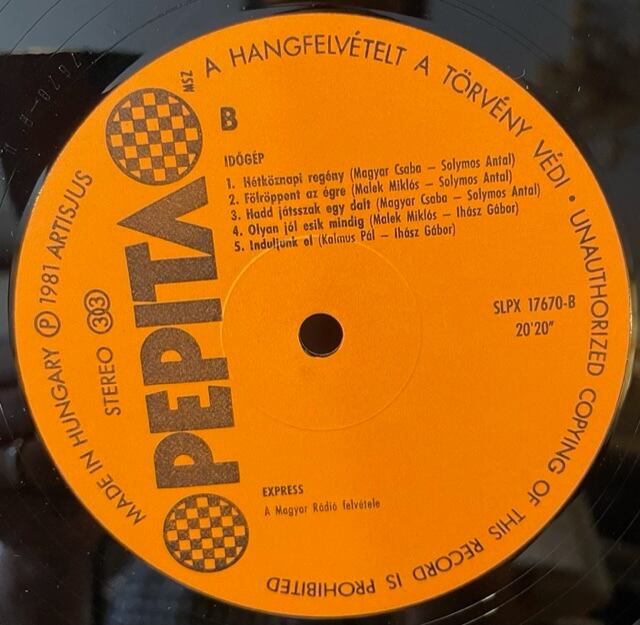 A HANGFELVÉTELT A TÖRVÉNY VÉDI • UNAUTHORIZED COPYING OF THIS RECORD IS PROHIBITED
MSZ
B
IDŐGÉP
1. Hétköznapi regény (Magyar Csaba – Solymos Antal)
2. Fölröppent az égre (Malek Miklós – Solymos Antal)
3. Hadd játsszak egy dalt (Magyar Csaba – Solymos Antal)
4. Olyan jól esik mindig (Malek Miklós – Ihász Gábor)
5. Induljunk el (Kalmus Pál – Ihász Gábor)
SLPX 17670-B
20'20"
PEPITA
STEREO 33
MADE IN HUNGARY Ⓟ 1981 ARTISJUS
EXPRESS
A Magyar Rádió felvétele